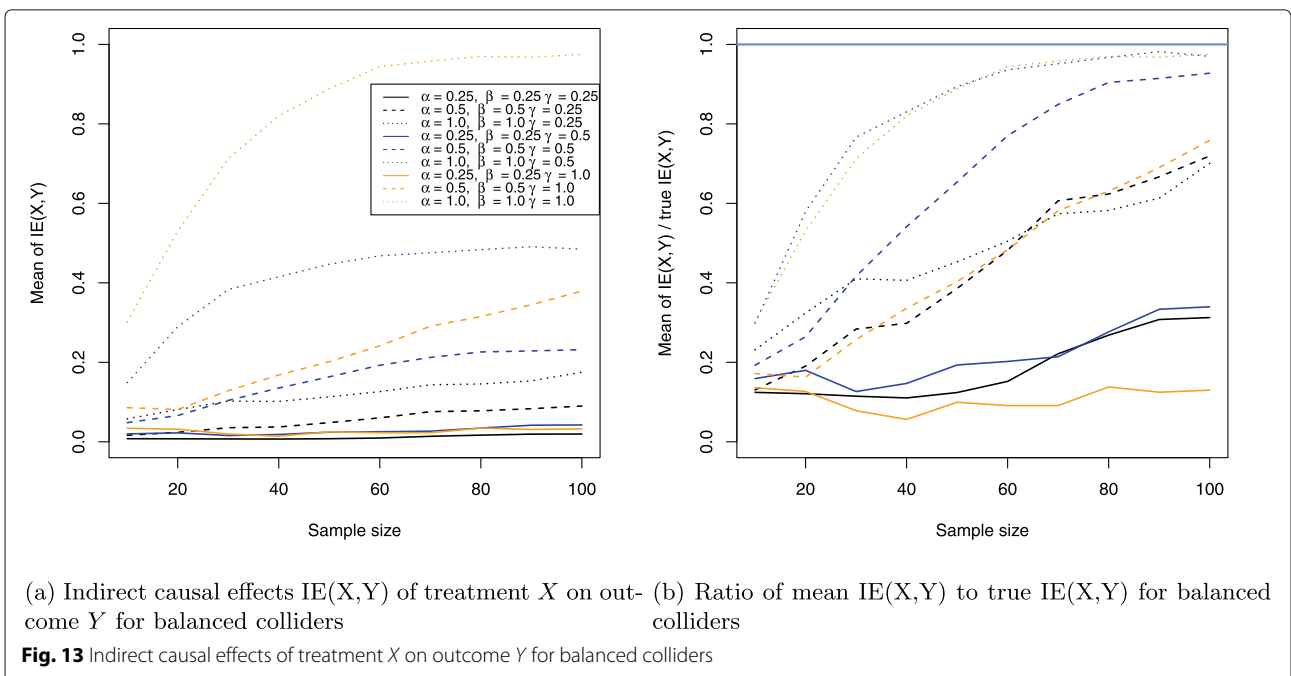 1.0
0.8
0.6
0.4
0.2
0.0
Mean of IE(X,Y)
α = 0.25, β = 0.25 γ = 0.25
α = 0.5, β = 0.5 γ = 0.25
α = 1.0, β = 1.0 γ = 0.25
α = 0.25, β = 0.25 γ = 0.5
α = 0.5, β = 0.5 γ = 0.5
α = 1.0, β = 1.0 γ = 0.5
α = 0.25, β = 0.25 γ = 1.0
α = 0.5, β = 0.5 γ = 1.0
α = 1.0, β = 1.0 γ = 1.0
20 40 60 80 100
Sample size
1.0
0.8
0.6
0.4
0.2
0.0
Mean of IE(X,Y) / true IE(X,Y)
20 40 60 80 100
Sample size
(a) Indirect causal effects IE(X,Y) of treatment X on out-
come Y for balanced colliders
(b) Ratio of mean IE(X,Y) to true IE(X,Y) for balanced
colliders
Fig. 13 Indirect causal effects of treatment X on outcome Y for balanced colliders